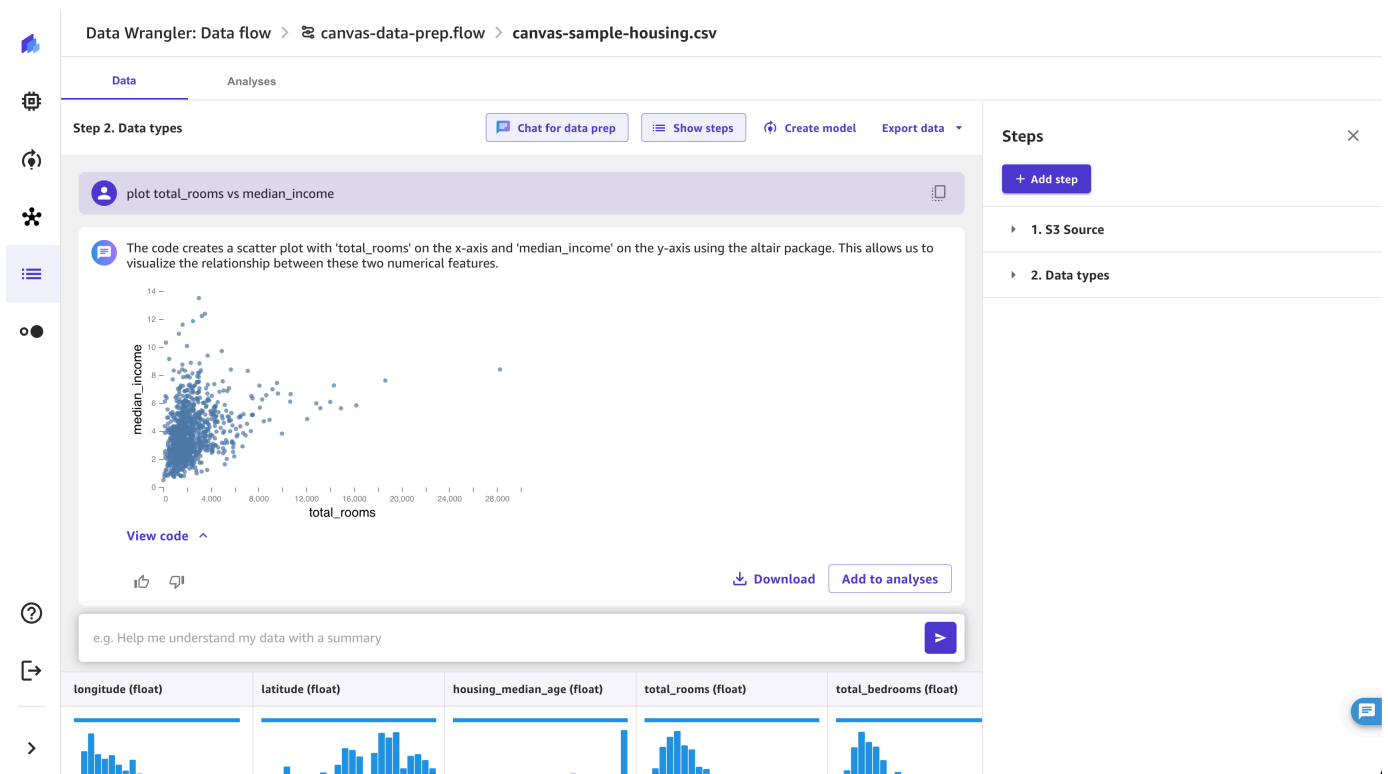 Data Wrangler: Data flow > canvas-data-prep.flow > canvas-sample-housing.csv
Data Analyses
Step 2. Data types
Chat for data prep Show steps Create model Export data
plot total_rooms vs median_income
The code creates a scatter plot with 'total_rooms' on the x-axis and 'median_income' on the y-axis using the altair package. This allows us to
visualize the relationship between these two numerical features.
14
12
10
8
6
4
2
0
median_income
0 4,000 8,000 12,000 16,000 20,000 24,000 28,000
total_rooms
View code
Download Add to analyses
e.g. Help me understand my data with a summary
longitude (float) latitude (float) housing_median_age (float) total_rooms (float) total_bedrooms (float)
Steps
+ Add step
1. S3 Source
2. Data types